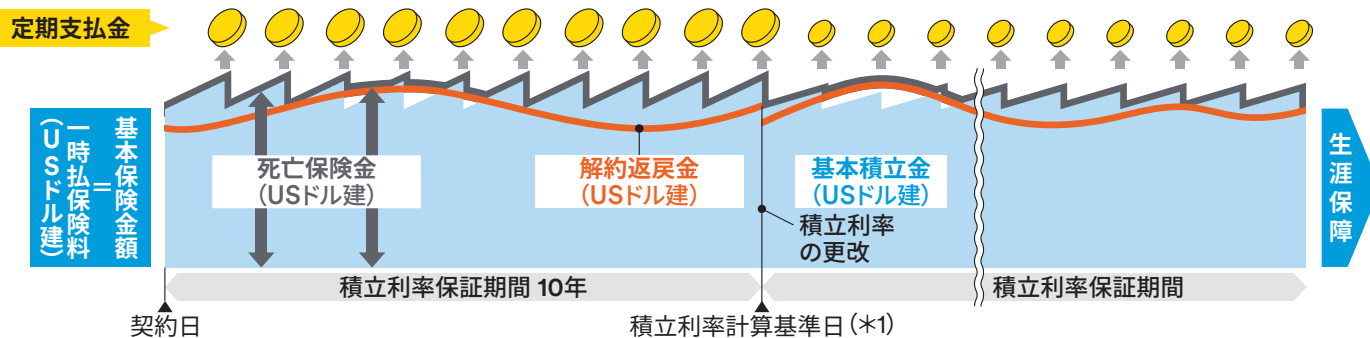 定期支払金
基本保険金額
＝
一時払保険料
(USドル建)
死亡保険金
(USドル建)
解約返戻金
(USドル建)
基本積立金
(USドル建)
積立利率
の更改
生涯保障
積立利率保証期間 10年
積立利率保証期間
契約日
積立利率計算基準日(＊1)